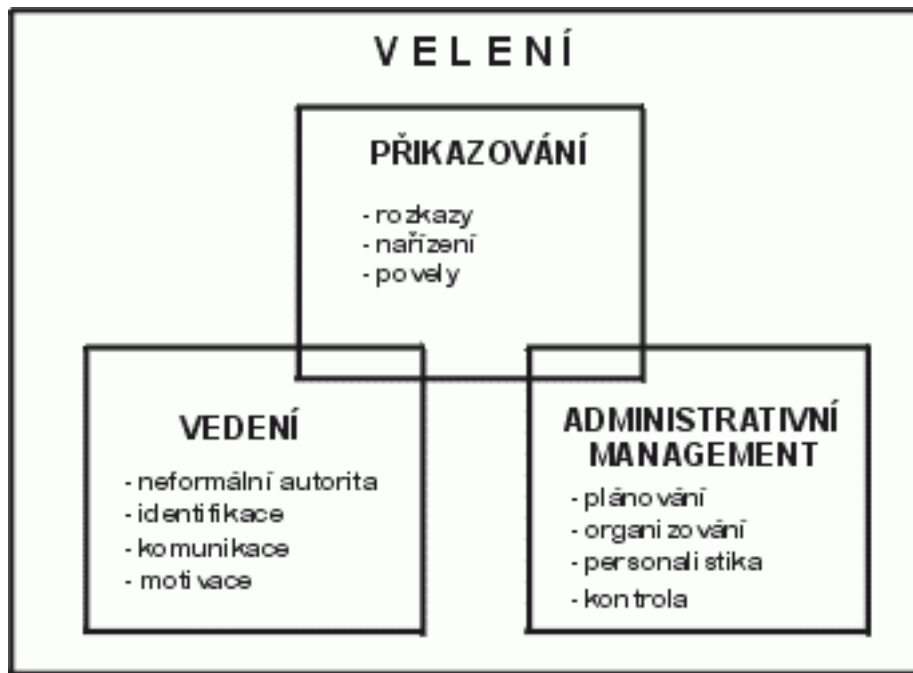 VELENÍ
PŘIKAZOVÁNÍ
- rozkazy
- nařízení
- povely
VEDENÍ
- neformální autorita
- identifikace
- komunikace
- motivace
ADMINISTRATIVNÍ
MANAGEMENT
- plánování
- organizování
- personalistika
- kontrola